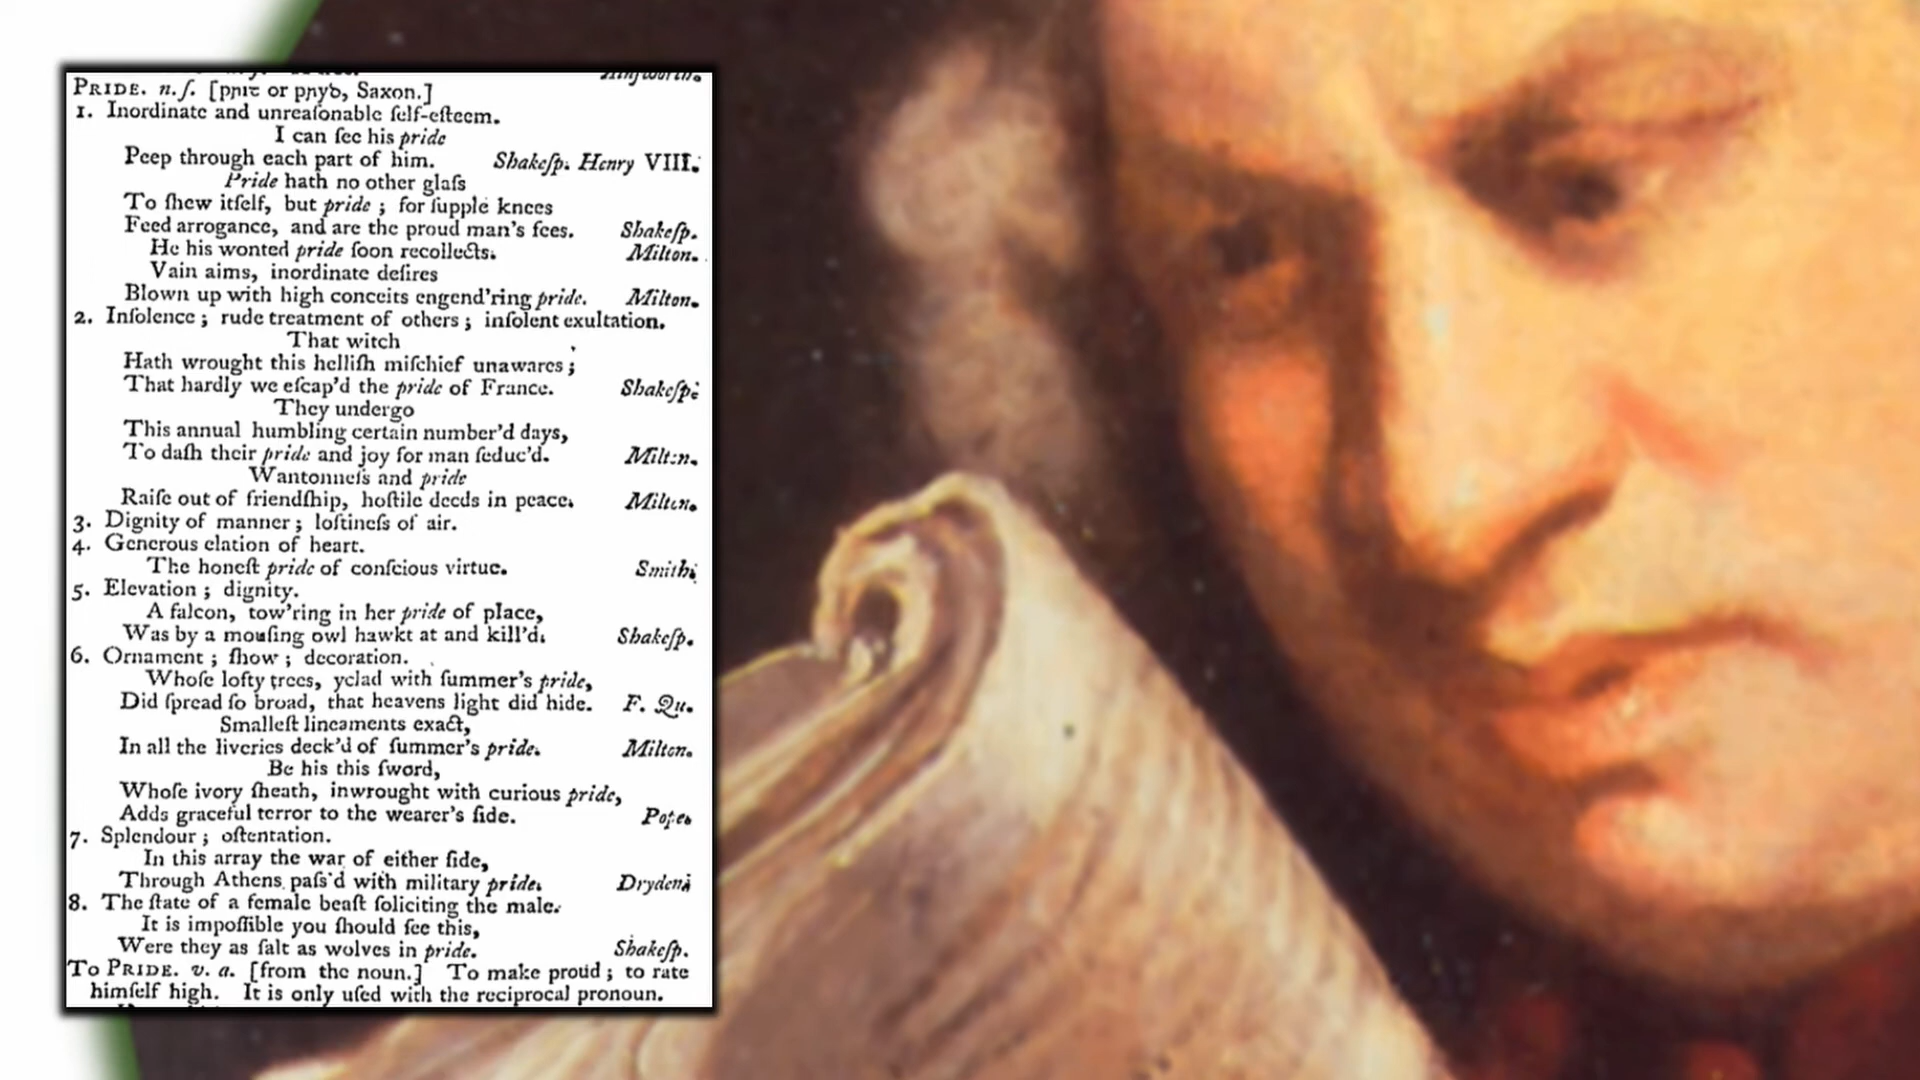 PRIDE. n. ſ. [pꞃıꞇ or pꞃyꝺ, Saxon.]
1. Inordinate and unreaſonable ſelf-eſteem.
I can ſee his pride
Peep through each part of him. Shakeſp. Henry VIII.
Pride hath no other glaſs
To ſhew itſelf, but pride ; for ſupple knees
Feed arrogance, and are the proud man's fees. Shakeſp.
He his wonted pride ſoon recollects. Milton.
Vain aims, inordinate deſires
Blown up with high conceits engend'ring pride. Milton.
2. Inſolence ; rude treatment of others ; inſolent exultation.
That witch
Hath wrought this helliſh miſchief unawares ;
That hardly we eſcap'd the pride of France. Shakeſp.
They undergo
This annual humbling certain number'd days,
To daſh their pride and joy for man ſeduc'd. Milton.
Wantonneſs and pride
Raiſe out of friendſhip, hoſtile deeds in peace. Milton.
3. Dignity of manner ; loftineſs of air.
4. Generous elation of heart.
The honeſt pride of conſcious virtue. Smith.
5. Elevation ; dignity.
A falcon, tow'ring in her pride of place,
Was by a mouſing owl hawkt at and kill'd. Shakeſp.
6. Ornament ; ſhow ; decoration.
Whoſe lofty trees, yclad with ſummer's pride,
Did ſpread ſo broad, that heavens light did hide. F. Qu.
Smalleſt lineaments exact,
In all the liveries deck'd of ſummer's pride. Milton.
Be his this ſword,
Whoſe ivory ſheath, inwrought with curious pride,
Adds graceful terror to the wearer's ſide. Pope.
7. Splendour ; oſtentation.
In this array the war of either ſide,
Through Athens paſs'd with military pride. Dryden.
8. The ſtate of a female beaſt ſoliciting the male.
It is impoſſible you ſhould ſee this,
Were they as ſalt as wolves in pride. Shakeſp.
To PRIDE. v. a. [from the noun.] To make proud ; to rate
himſelf high. It is only uſed with the reciprocal pronoun.